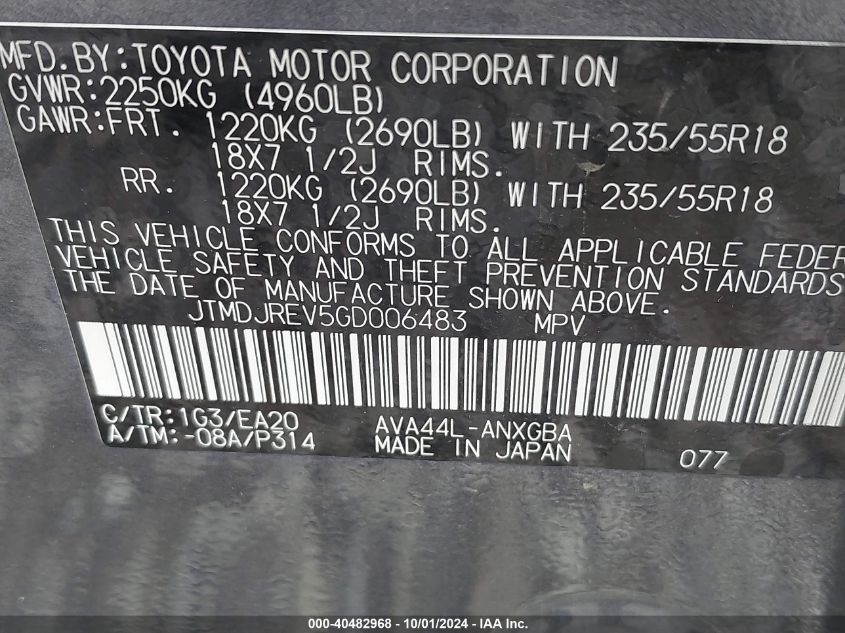 MFD.BY:TOYOTA MOTOR CORPORATION
GVWR:2250KG (4960LB)
GAWR:FRT. 1220KG (2690LB) WITH 235/55R18
18X7 1/2J RIMS.
RR. 1220KG (2690LB) WITH 235/55R18
18X7 1/2J RIMS.
THIS VEHICLE CONFORMS TO ALL APPLICABLE FEDER
VEHICLE SAFETY AND THEFT PREVENTION STANDARDS
THE DATE OF MANUFACTURE SHOWN ABOVE.
JTMDJREV5GD006483 MPV
C/TR:1G3/EA20 AVA44L-ANXGBA
A/TM:-08A/P314 MADE IN JAPAN 077
000-40482968 - 10/01/2024 - IAA Inc.